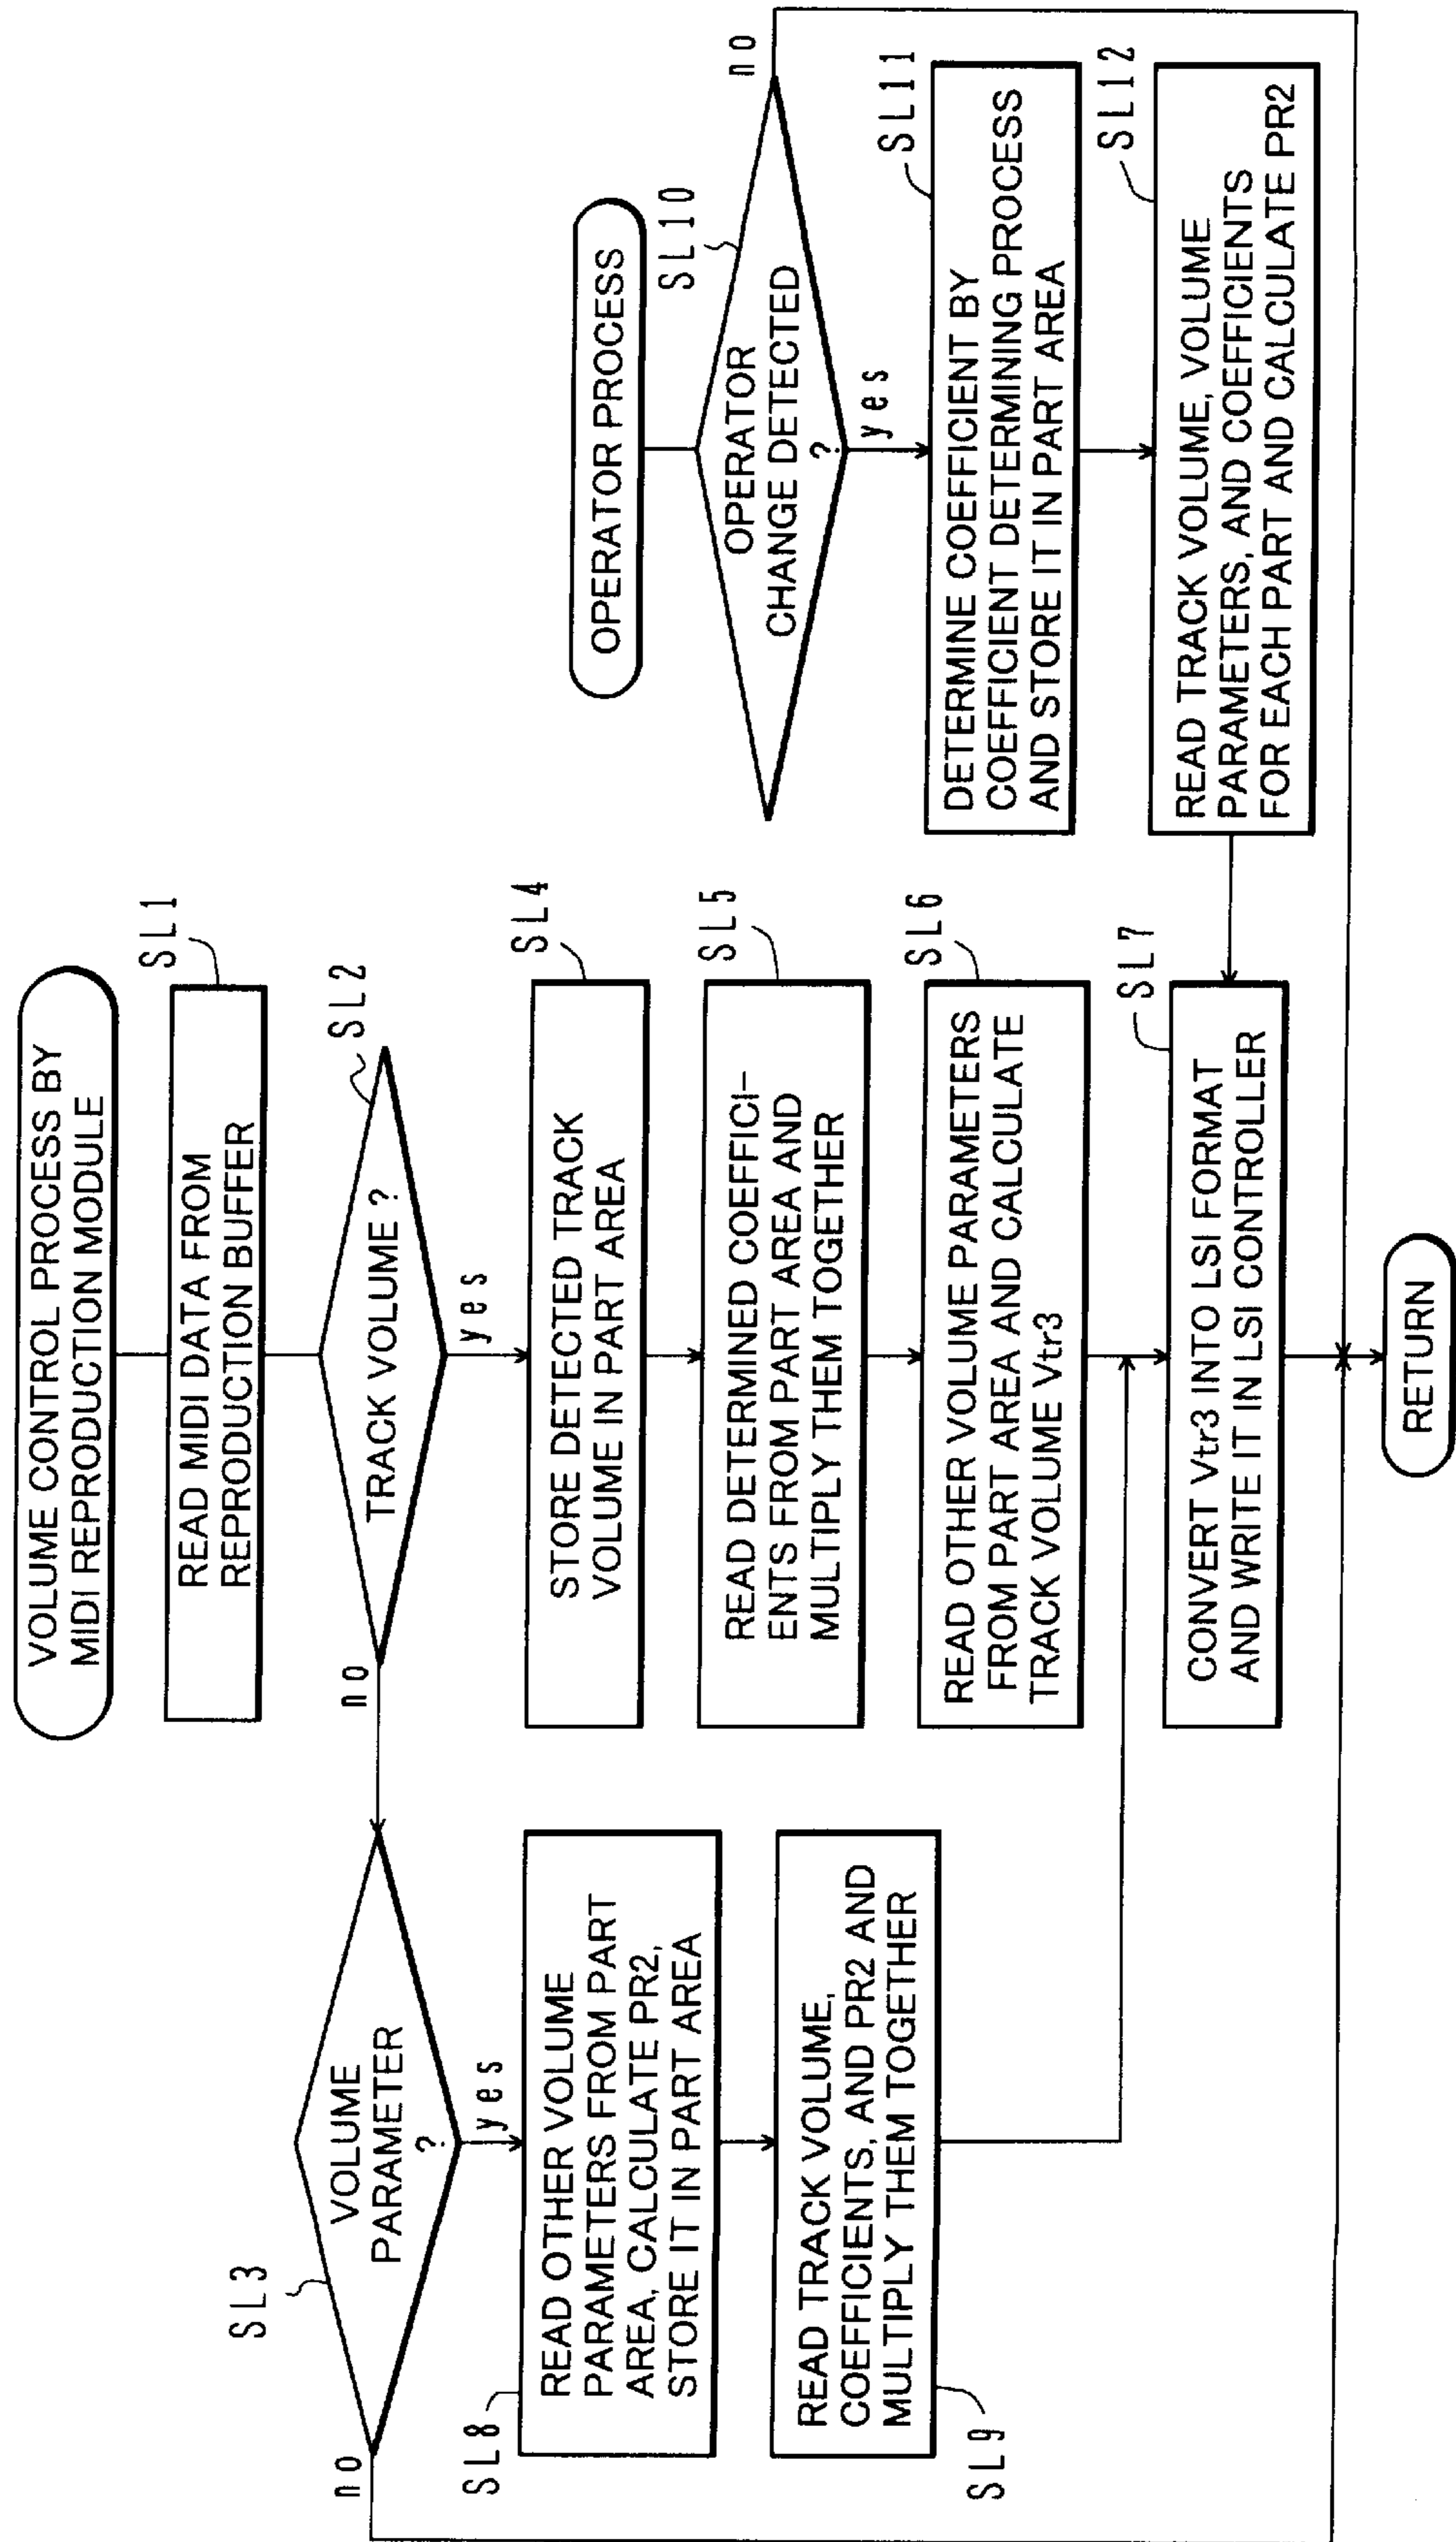 VOLUME CONTROL PROCESS BY
MIDI REPRODUCTION MODULE
SL1
READ MIDI DATA FROM
REPRODUCTION BUFFER
SL2
TRACK VOLUME ?
no
yes
SL3
VOLUME
PARAMETER
?
no
yes
SL4
STORE DETECTED TRACK
VOLUME IN PART AREA
SL5
READ DETERMINED COEFFICI-
ENTS FROM PART AREA AND
MULTIPLY THEM TOGETHER
SL6
READ OTHER VOLUME PARAMETERS
FROM PART AREA AND CALCULATE
TRACK VOLUME Vtr3
SL7
CONVERT Vtr3 INTO LSI FORMAT
AND WRITE IT IN LSI CONTROLLER
SL8
READ OTHER VOLUME
PARAMETERS FROM PART
AREA, CALCULATE PR2,
STORE IT IN PART AREA
SL9
READ TRACK VOLUME,
COEFFICIENTS, AND PR2 AND
MULTIPLY THEM TOGETHER
OPERATOR PROCESS
SL10
OPERATOR
CHANGE DETECTED
?
no
yes
SL11
DETERMINE COEFFICIENT BY
COEFFICIENT DETERMINING PROCESS
AND STORE IT IN PART AREA
SL12
READ TRACK VOLUME, VOLUME
PARAMETERS, AND COEFFICIENTS
FOR EACH PART AND CALCULATE PR2
RETURN